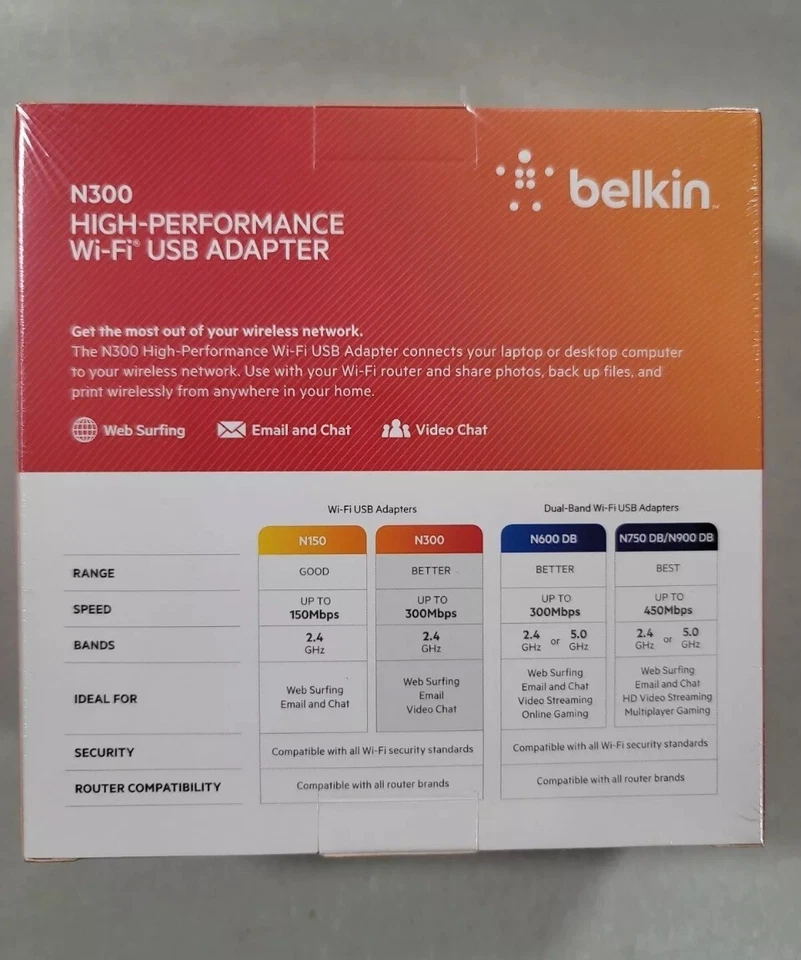 N300
HIGH-PERFORMANCE
Wi-Fi® USB ADAPTER
belkin™
Get the most out of your wireless network.
The N300 High-Performance Wi-Fi USB Adapter connects your laptop or desktop computer
to your wireless network. Use with your Wi-Fi router and share photos, back up files, and
print wirelessly from anywhere in your home.
Web Surfing Email and Chat Video Chat
Wi-Fi USB Adapters Dual-Band Wi-Fi USB Adapters
N150 N300 N600 DB N750 DB/N900 DB
RANGE GOOD BETTER BETTER BEST
SPEED UP TO UP TO UP TO UP TO
150Mbps 300Mbps 300Mbps 450Mbps
BANDS 2.4 2.4 2.4 or 5.0 2.4 or 5.0
GHz GHz GHz GHz GHz GHz
IDEAL FOR
Web Surfing
Email and Chat
Web Surfing
Email
Video Chat
Web Surfing
Email and Chat
Video Streaming
Online Gaming
Web Surfing
Email and Chat
HD Video Streaming
Multiplayer Gaming
SECURITY Compatible with all Wi-Fi security standards Compatible with all Wi-Fi security standards
ROUTER COMPATIBILITY Compatible with all router brands Compatible with all router brands